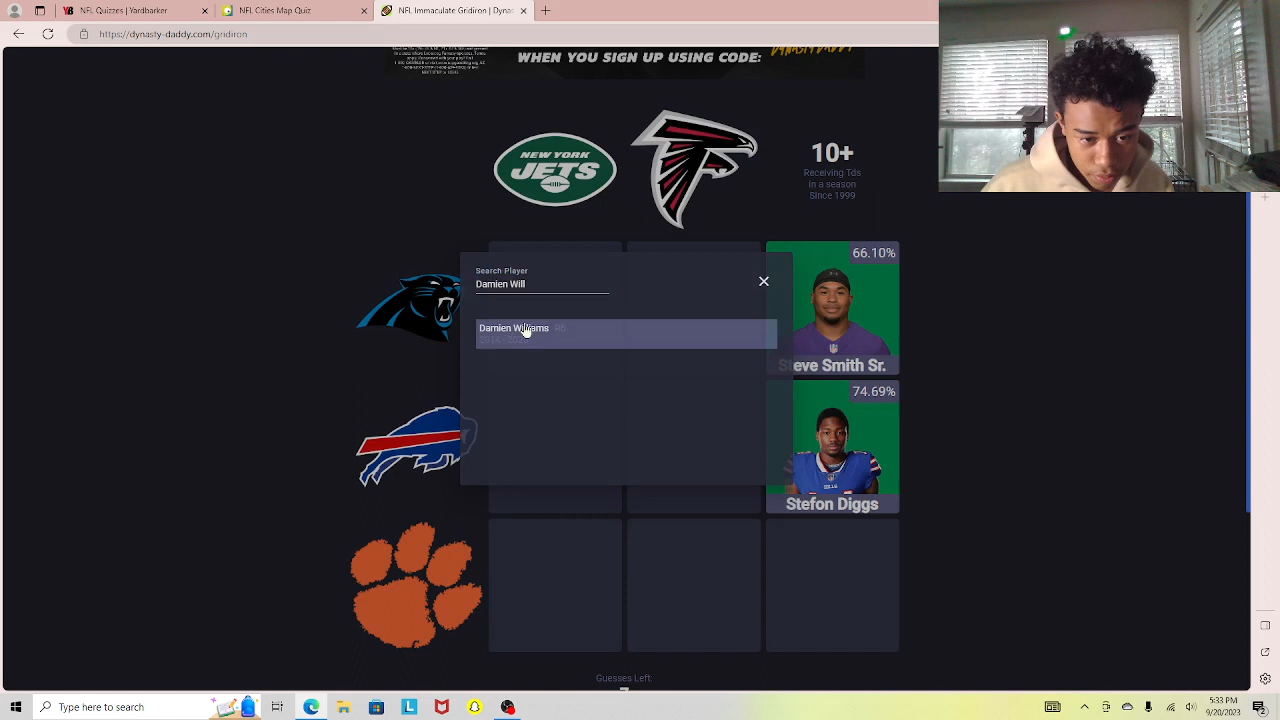 NFL Quizzes | Yardbarker
NFL Cities Map Quiz
NFL Immaculate Gridiron | Dyna
-daddy.com/gridiron
WHEN YOU SIGN UP USING CODE:
DYNASTY DADDY
NEW YORK
JETS
10+
Receiving Tds
in a season
Since 1999
66.10%
Search Player
Damien Will
Damien Williams RB
Steve Smith Sr.
74.69%
Stefon Diggs
Guesses Left:
Type here to search
5:33 PM
9/20/2023